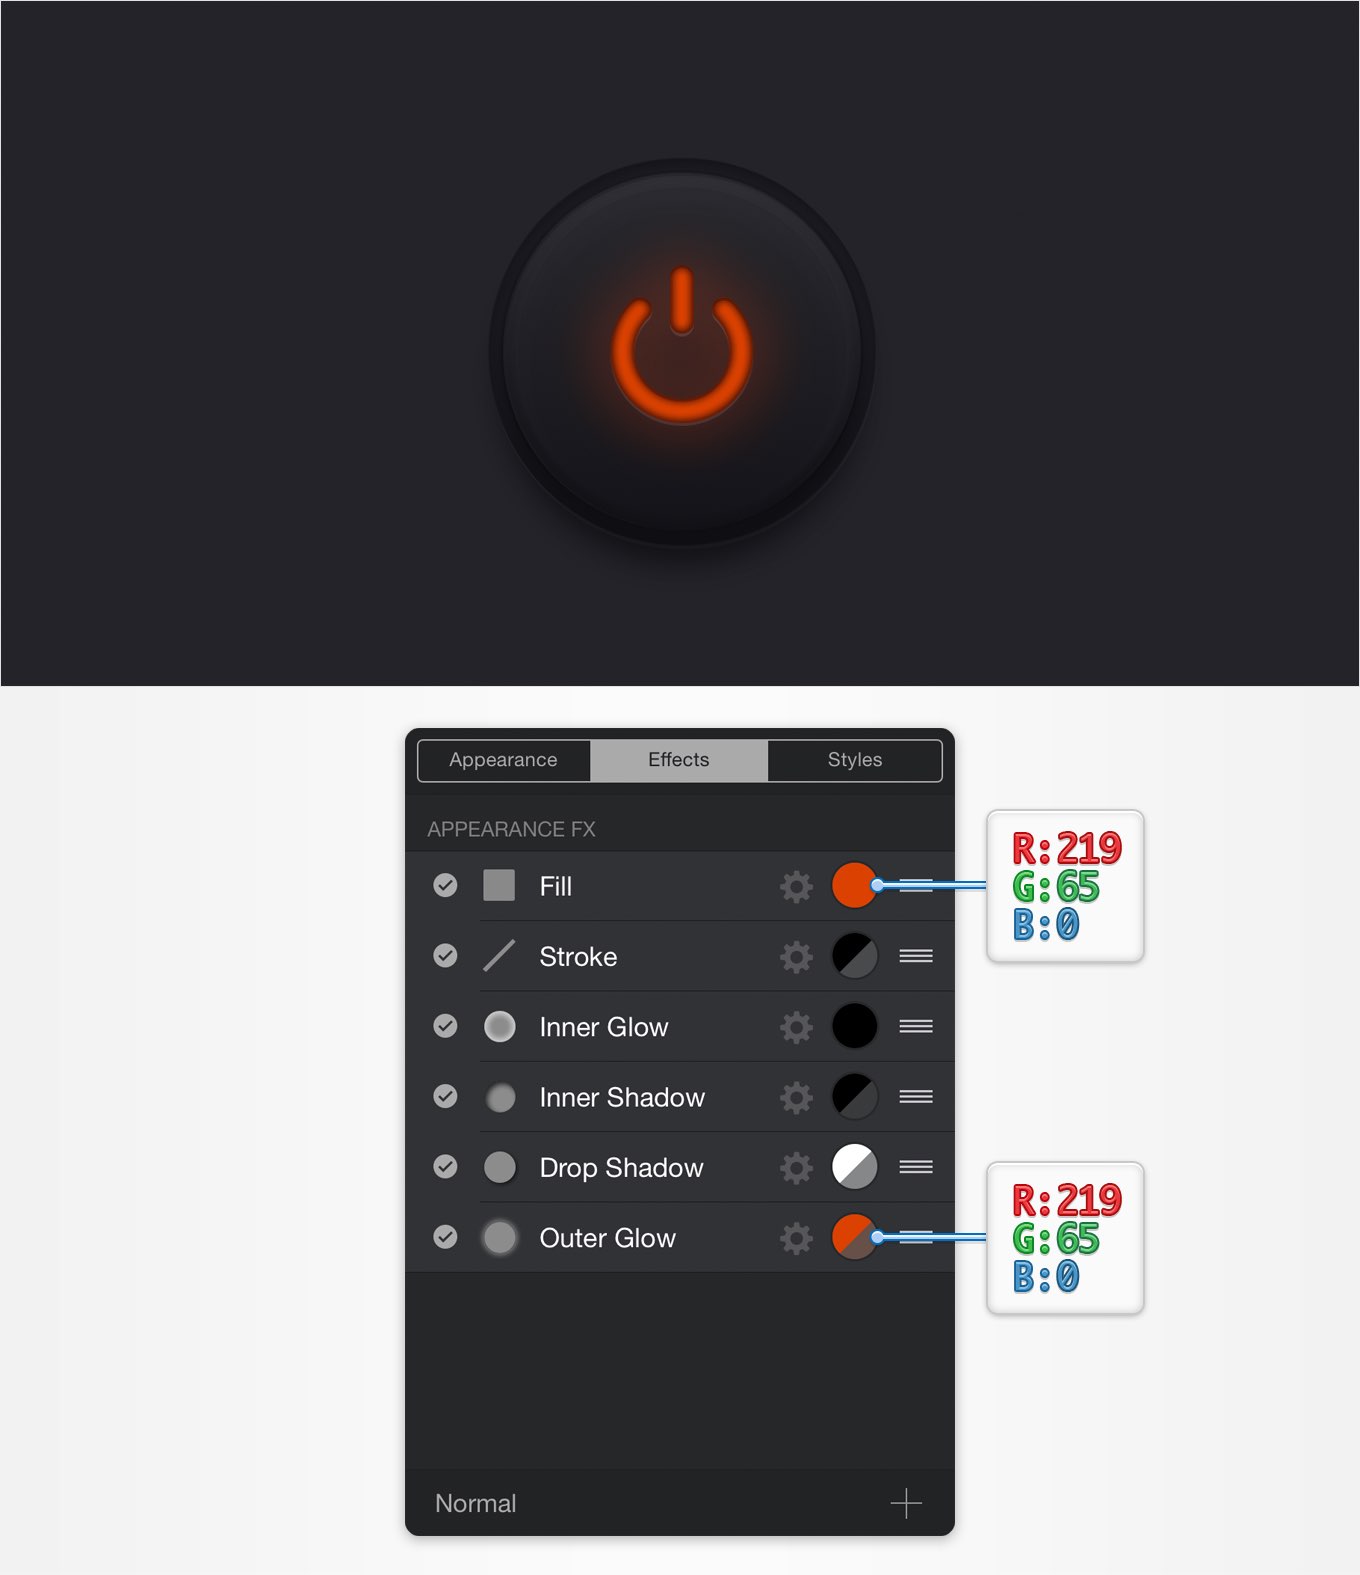 Appearance
Effects
Styles
APPEARANCE FX
Fill
R:219
G:65
B:0
Stroke
Inner Glow
Inner Shadow
Drop Shadow
Outer Glow
R:219
G:65
B:0
Normal